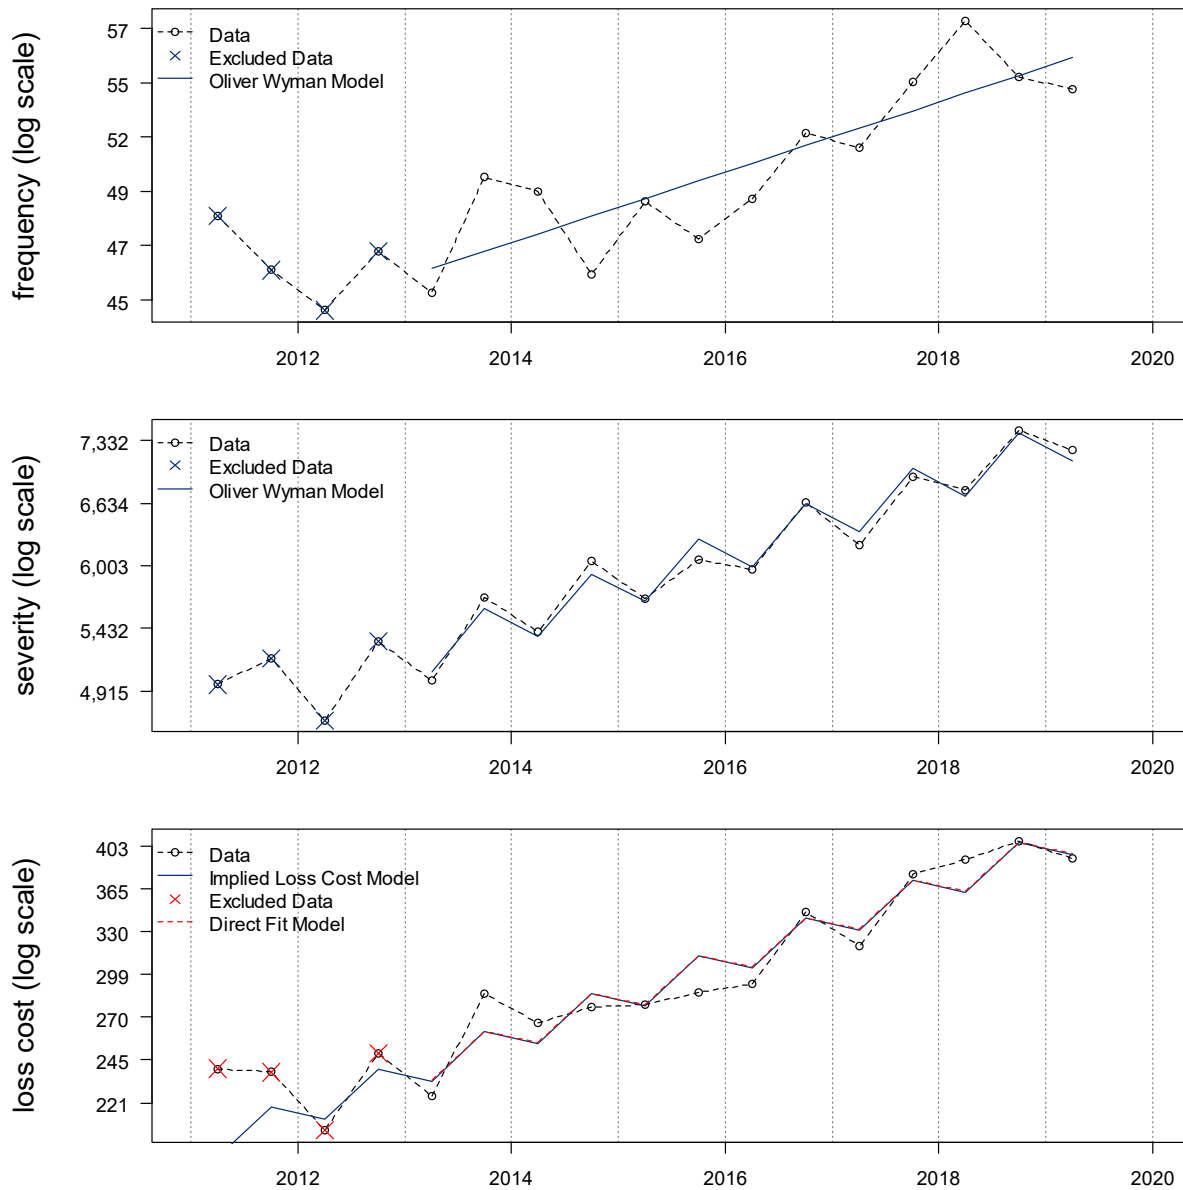 frequency (log scale)
57
55
52
49
47
45
Data
Excluded Data
Oliver Wyman Model
2012
2014
2016
2018
2020
severity (log scale)
7,332
6,634
6,003
5,432
4,915
Data
Excluded Data
Oliver Wyman Model
2012
2014
2016
2018
2020
loss cost (log scale)
403
365
330
299
270
245
221
Data
Implied Loss Cost Model
Excluded Data
Direct Fit Model
2012
2014
2016
2018
2020